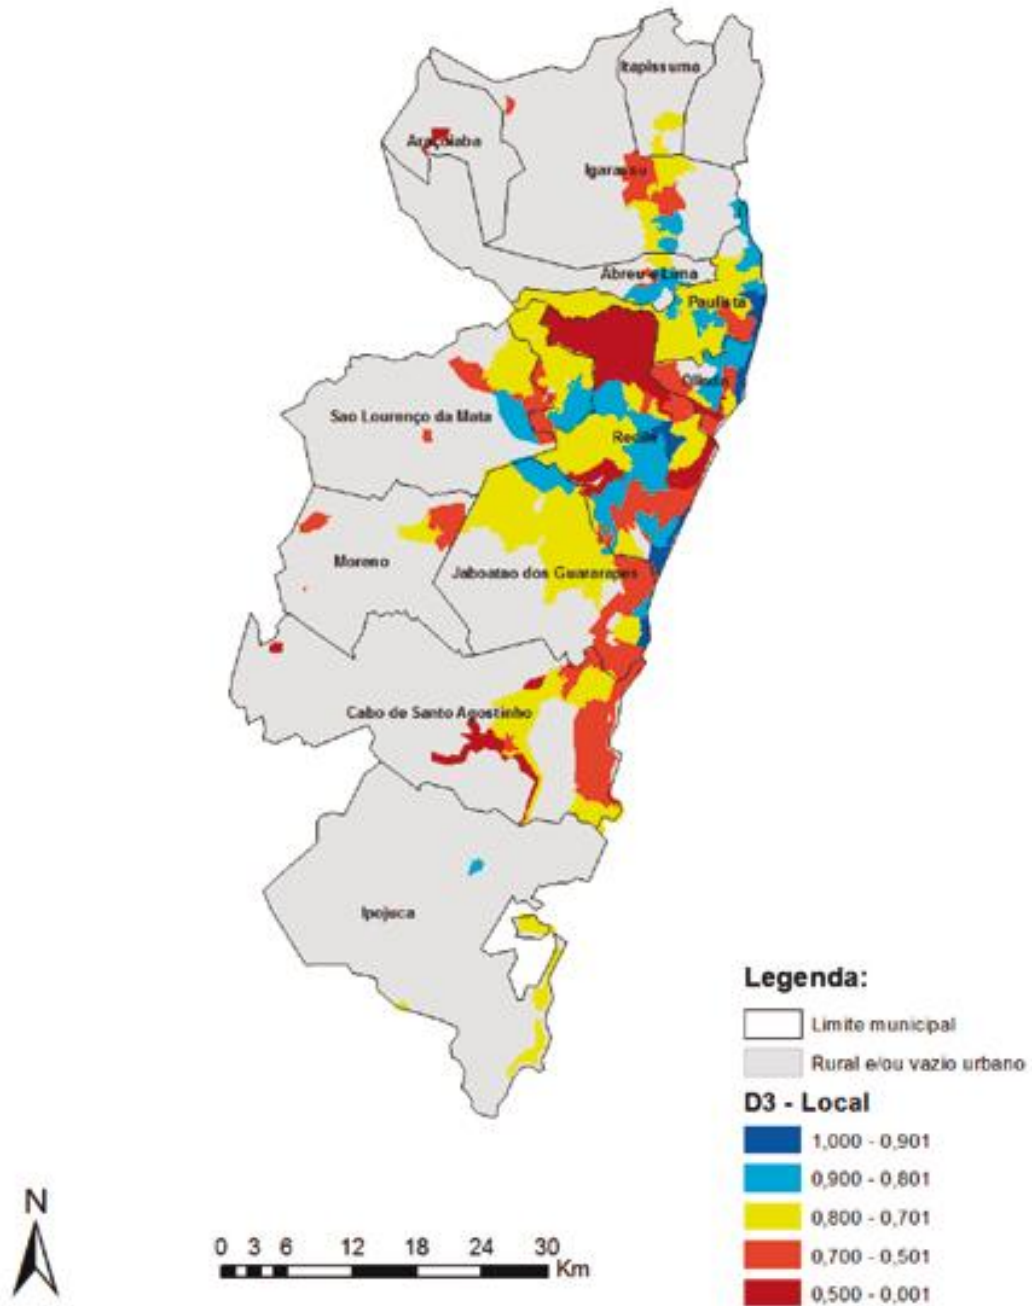 Itapissuma
Araçoiaba
Igarassu
Abreu e Lima
Paulista
Olinda
Sao Lourenço da Mata
Recife
Moreno
Jaboatao dos Guararapes
Cabo de Santo Agostinho
Ipojuca
Legenda:
Limite municipal
Rural e/ou vazio urbano
D3 - Local
1,000 - 0,901
0,900 - 0,801
0,800 - 0,701
0,700 - 0,501
0,500 - 0,001
N
0 3 6 12 18 24 30
Km